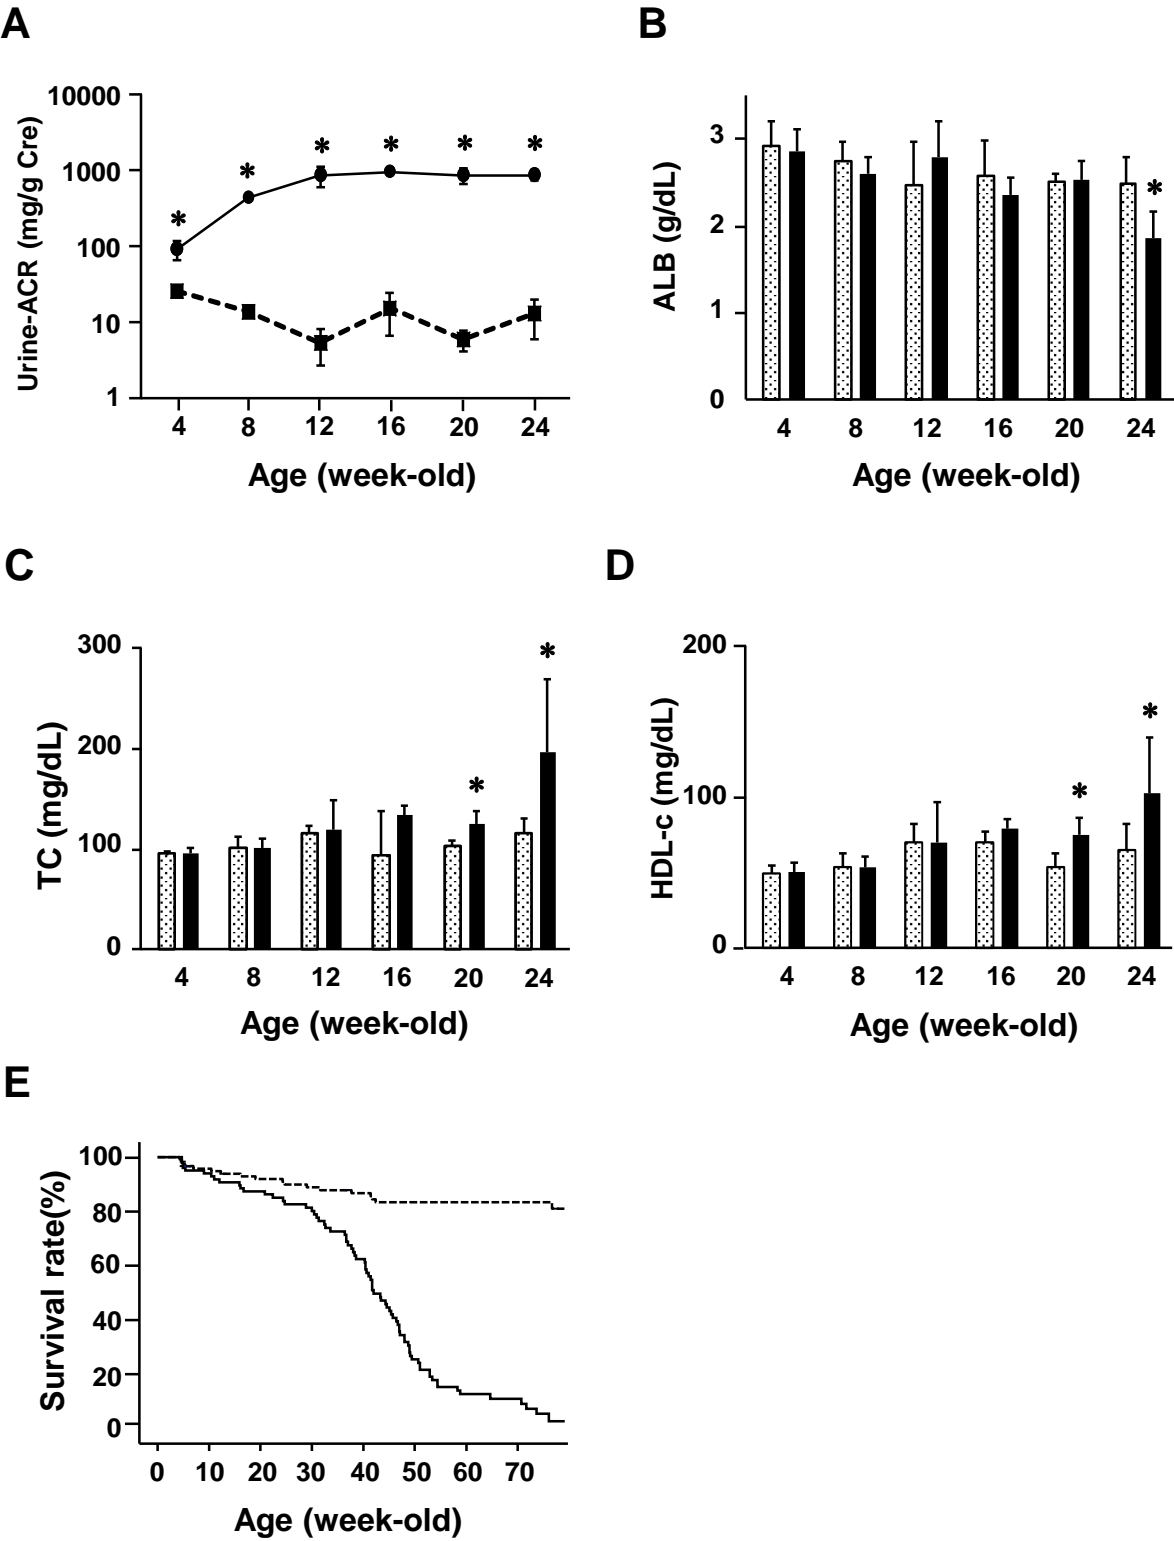 A
Urine-ACR (mg/g Cre)
10000
1000
100
10
1
* * * * * *
4 8 12 16 20 24
Age (week-old)
B
ALB (g/dL)
3
2
1
0
*
4 8 12 16 20 24
Age (week-old)
C
TC (mg/dL)
300
200
100
0
* *
4 8 12 16 20 24
Age (week-old)
D
HDL-c (mg/dL)
200
100
0
* *
4 8 12 16 20 24
Age (week-old)
E
Survival rate(%)
100
80
60
40
20
0
0 10 20 30 40 50 60 70
Age (week-old)